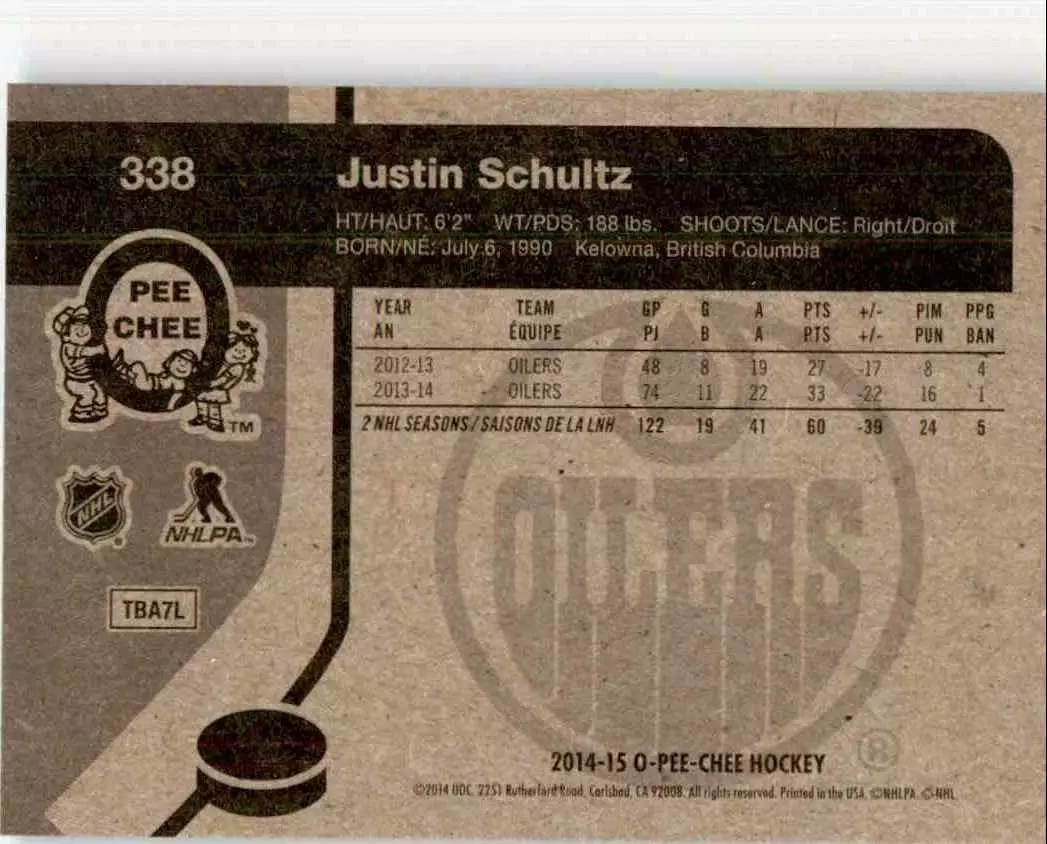 338
Justin Schultz
HT/HAUT: 6'2" WT/PDS: 188 lbs. SHOOTS/LANCE: Right/Droit
BORN/NÉ: July 6, 1990 Kelowna, British Columbia
PEE
CHEE
TM
NHL
NHLPA
TBA7L
YEAR TEAM GP G A PTS +/- PIM PPG
AN ÉQUIPE PJ B A PTS +/- PUN BAN
2012-13 OILERS 48 8 19 27 -17 8 4
2013-14 OILERS 74 11 22 33 -22 16 1
2 NHL SEASONS/SAISONS DE LA LNH 122 19 41 60 -39 24 5
OILERS
®
2014-15 O-PEE-CHEE HOCKEY
©2014 UDC. 2251 Rutherford Road, Carlsbad, CA 92008. All rights reserved. Printed in the USA. ©NHLPA. ©NHL